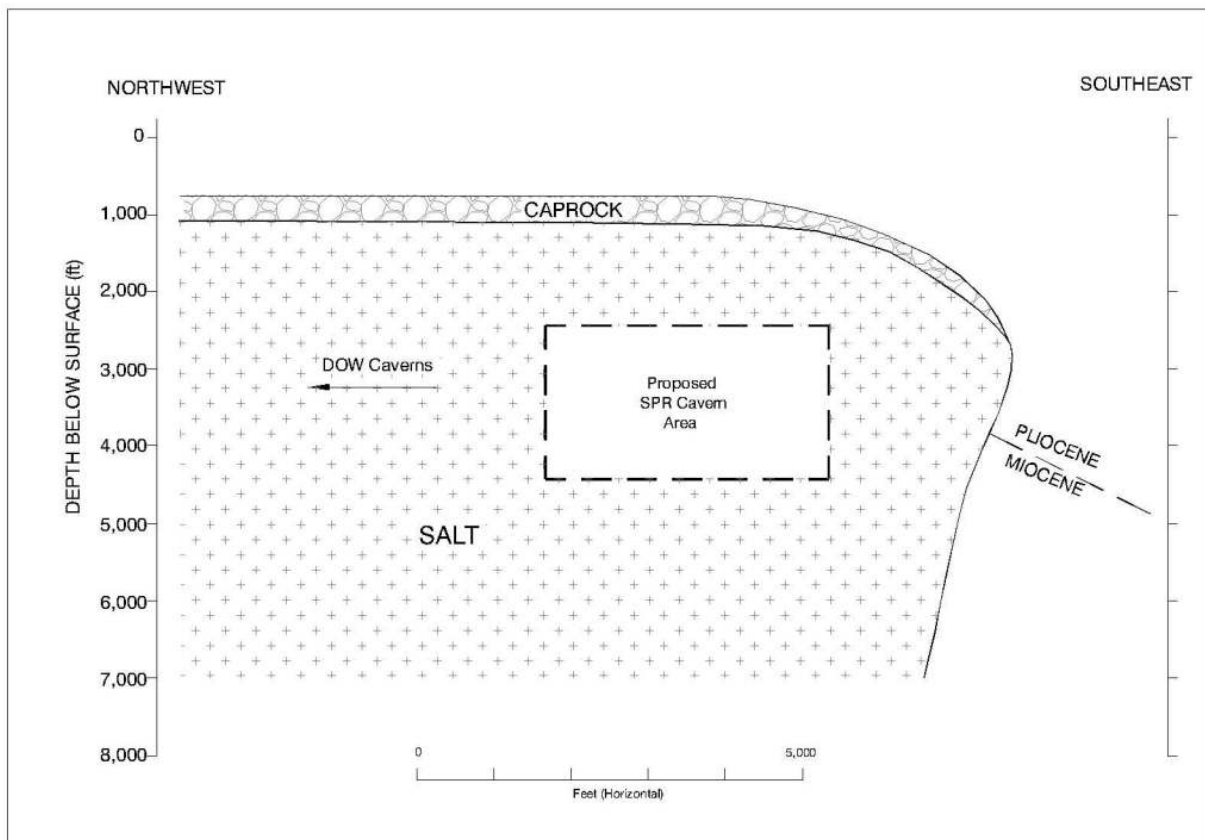 NORTHWEST
SOUTHEAST
0
1,000
2,000
3,000
4,000
5,000
6,000
7,000
8,000
DEPTH BELOW SURFACE (ft)
CAPROCK
DOW Caverns
Proposed
SPR Cavern
Area
PLIOCENE
MIOCENE
SALT
0
5,000
Feet (Horizontal)